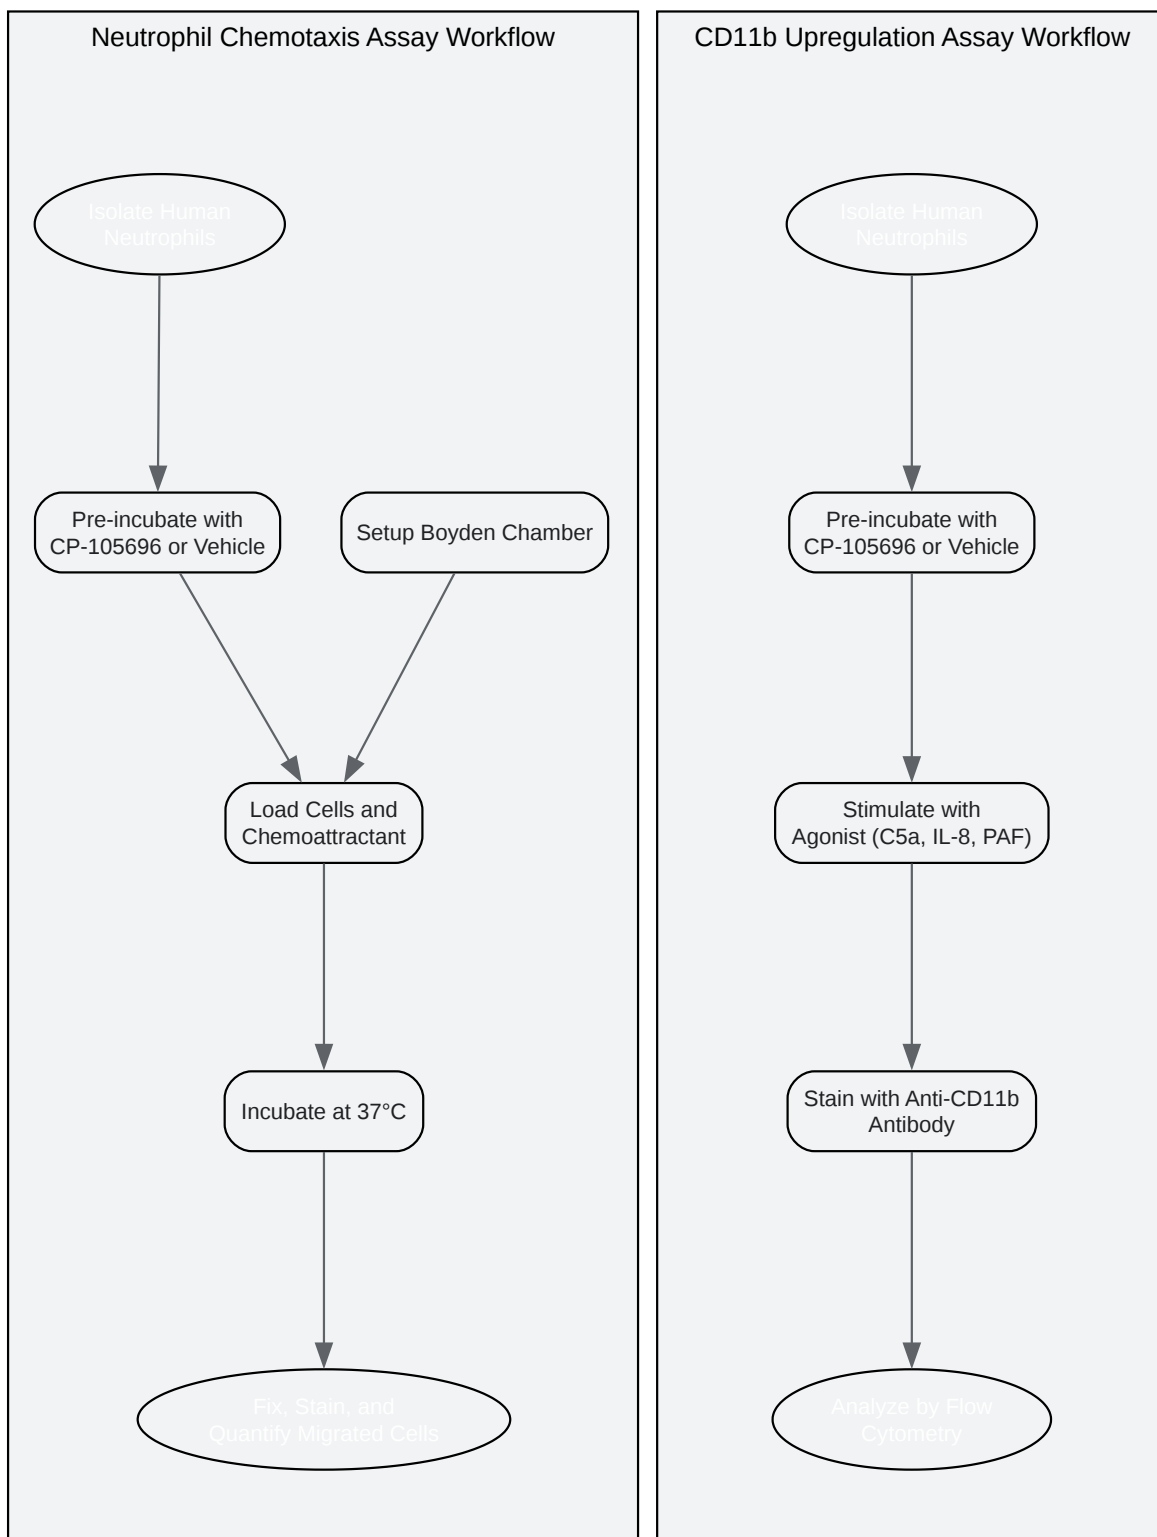 Neutrophil Chemotaxis Assay Workflow
Isolate Human
Neutrophils
Pre-incubate with
CP-105696 or Vehicle
Setup Boyden Chamber
Load Cells and
Chemoattractant
Incubate at 37°C
Fix, Stain, and
Quantify Migrated Cells
CD11b Upregulation Assay Workflow
Isolate Human
Neutrophils
Pre-incubate with
CP-105696 or Vehicle
Stimulate with
Agonist (C5a, IL-8, PAF)
Stain with Anti-CD11b
Antibody
Analyze by Flow
Cytometry